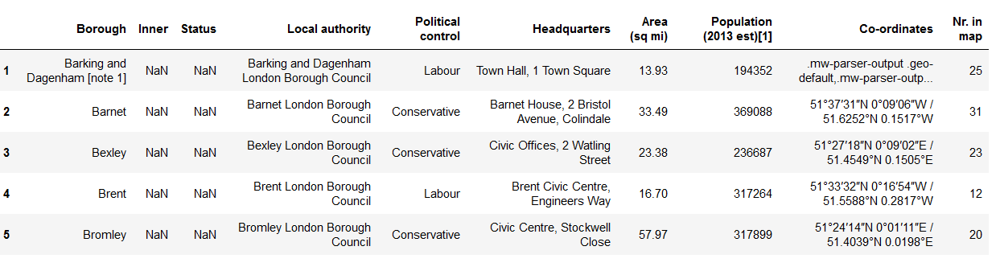 Borough Inner Status Local authority Political control Headquarters Area (sq mi) Population (2013 est)[1] Co-ordinates Nr. in map
1 Barking and Dagenham [note 1] NaN NaN Barking and Dagenham London Borough Council Labour Town Hall, 1 Town Square 13.93 194352 .mw-parser-output .geo-default,.mw-parser-outp... 25
2 Barnet NaN NaN Barnet London Borough Council Conservative Barnet House, 2 Bristol Avenue, Colindale 33.49 369088 51°37′31″N 0°09′06″W / 51.6252°N 0.1517°W 31
3 Bexley NaN NaN Bexley London Borough Council Conservative Civic Offices, 2 Watling Street 23.38 236687 51°27′18″N 0°09′02″E / 51.4549°N 0.1505°E 23
4 Brent NaN NaN Brent London Borough Council Labour Brent Civic Centre, Engineers Way 16.70 317264 51°33′32″N 0°16′54″W / 51.5588°N 0.2817°W 12
5 Bromley NaN NaN Bromley London Borough Council Conservative Civic Centre, Stockwell Close 57.97 317899 51°24′14″N 0°01′11″E / 51.4039°N 0.0198°E 20